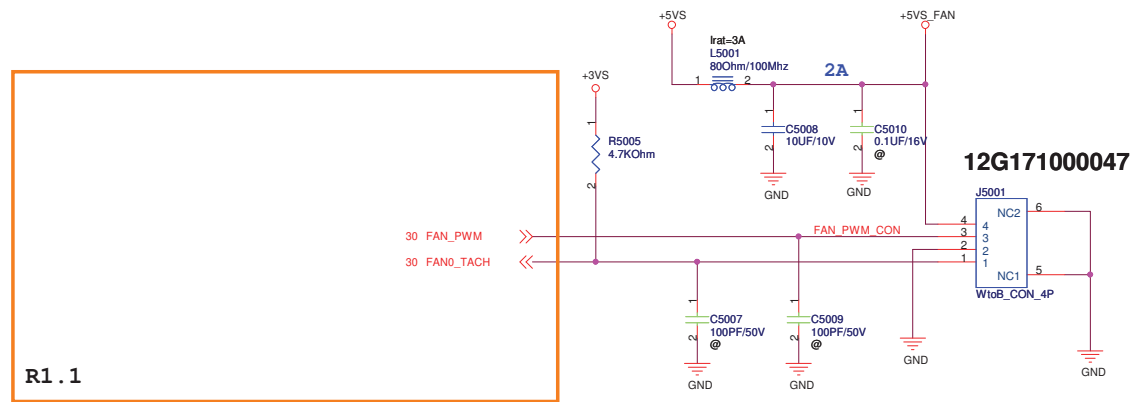 +5VS
+5VS_FAN
Irat=3A
L5001
80Ohm/100Mhz
1
2
2A
+3VS
1
R5005
4.7KOhm
2
1
C5008
10UF/10V
2
GND
1
C5010
0.1UF/16V
@
2
GND
12G171000047
J5001
NC2
6
4
4
3
3
2
2
1
1
NC1
5
WtoB_CON_4P
30 FAN_PWM
FAN_PWM_CON
30 FAN0_TACH
1
C5007
100PF/50V
@
2
GND
1
C5009
100PF/50V
@
2
GND
GND
GND
R1.1